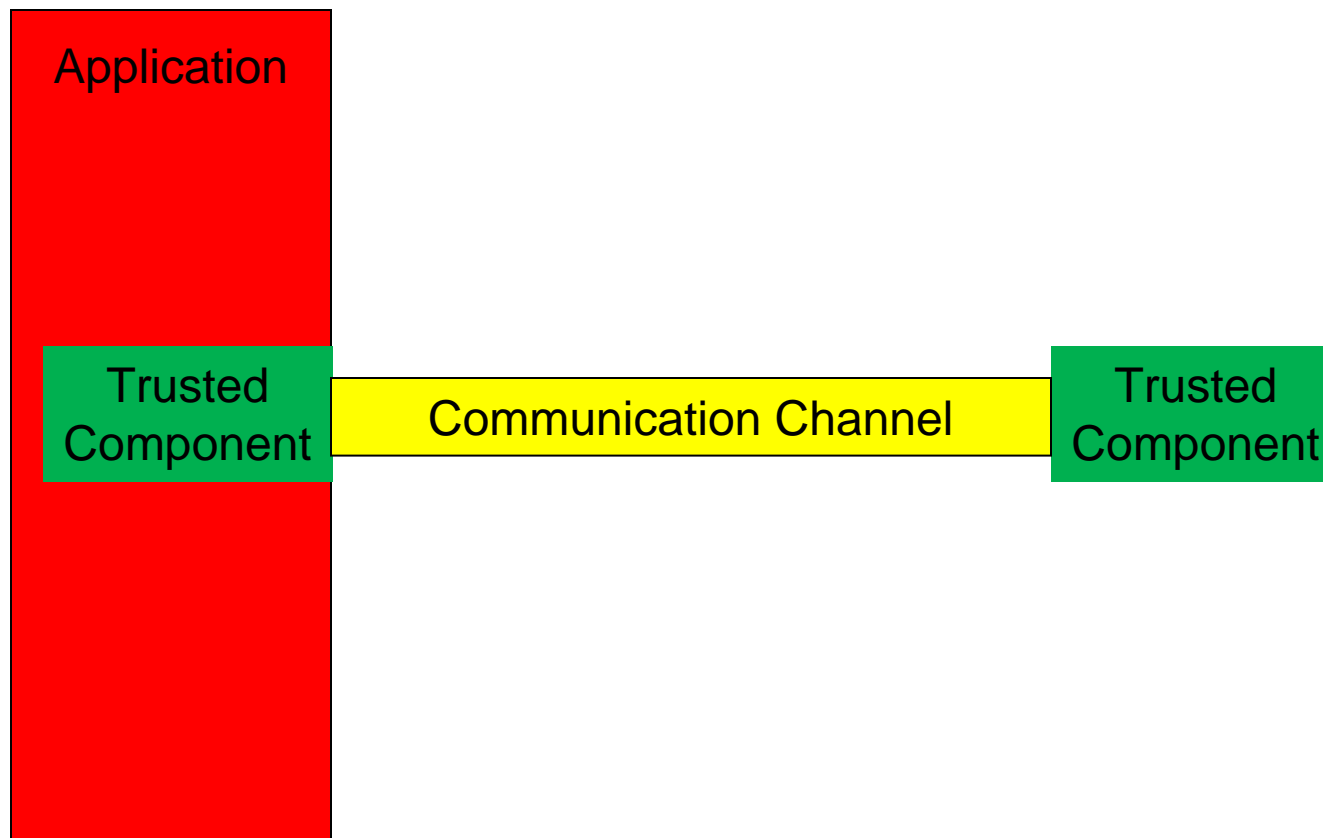 Application
Trusted
Component
Communication Channel
Trusted
Component